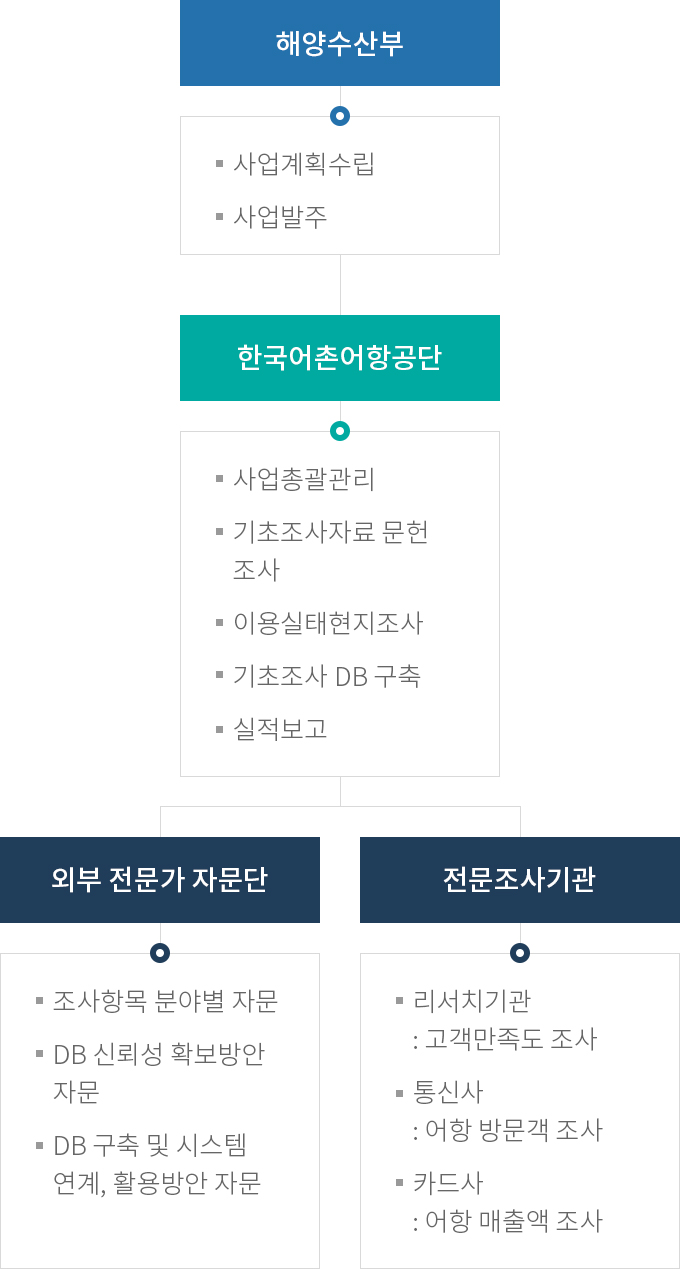 해양수산부
사업계획수립
사업발주
한국어촌어항공단
사업총괄관리
기초조사자료 문헌
조사
이용실태현지조사
기초조사 DB 구축
실적보고
외부 전문가 자문단
조사항목 분야별 자문
DB 신뢰성 확보방안
자문
DB 구축 및 시스템
연계, 활용방안 자문
전문조사기관
리서치기관
: 고객만족도 조사
통신사
: 어항 방문객 조사
카드사
: 어항 매출액 조사